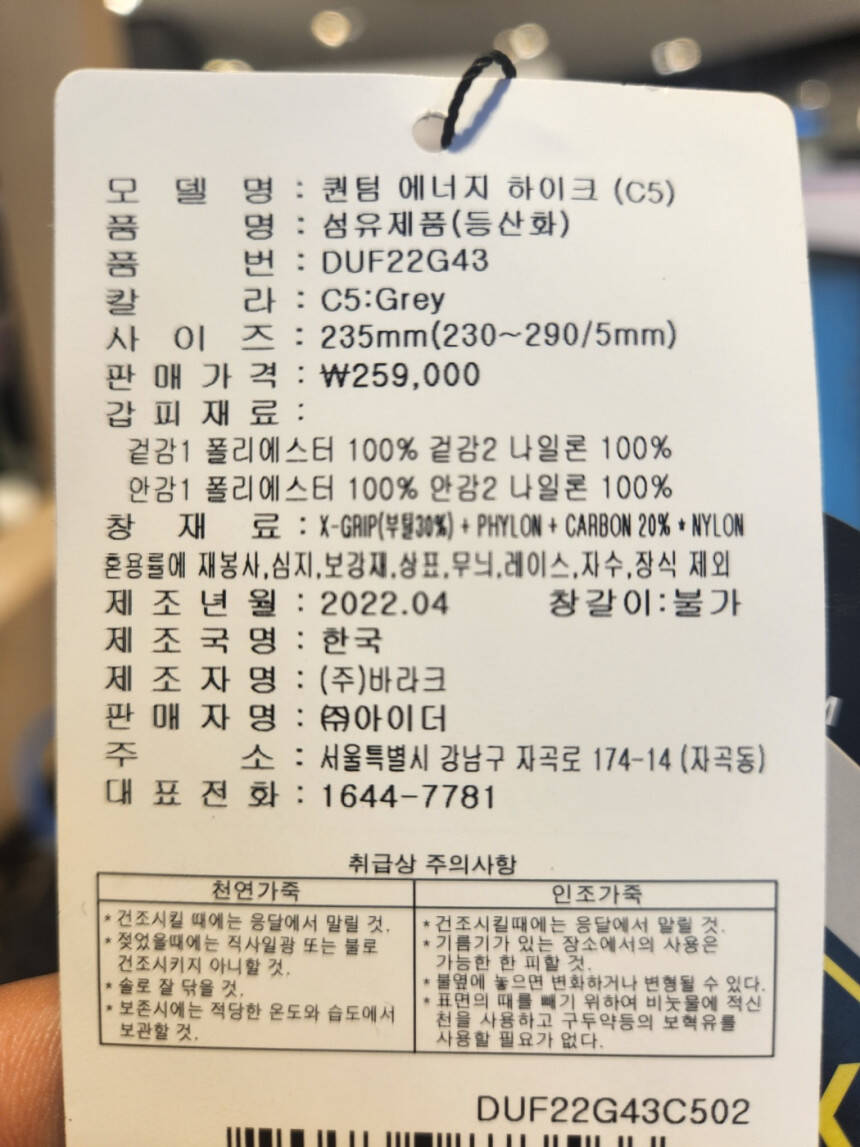 모델명 : 퀀텀 에너지 하이크 (C5)
품명 : 섬유제품(등산화)
품번 : DUF22G43
칼라 : C5:Grey
사이즈 : 235mm(230~290/5mm)
판매가격 : ₩259,000
갑피재료 :
겉감1 폴리에스터 100% 겉감2 나일론 100%
안감1 폴리에스터 100% 안감2 나일론 100%
창재료 : X-GRIP(부틸30%) + PHYLON + CARBON 20% * NYLON
혼용률에 재봉사,심지,보강재,상표,무늬,레이스,자수,장식 제외
제조년월 : 2022.04 창갈이:불가
제조국명 : 한국
제조자명 : (주)바라크
판매자명 : ㈜아이더
주소 : 서울특별시 강남구 자곡로 174-14 (자곡동)
대표전화 : 1644-7781
취급상 주의사항
천연가죽
* 건조시킬 때에는 응달에서 말릴 것.
* 젖었을때에는 직사일광 또는 불로
건조시키지 아니할 것.
* 솔로 잘 닦을 것.
* 보존시에는 적당한 온도와 습도에서
보관할 것.
인조가죽
* 건조시킬때에는 응달에서 말릴 것.
* 기름기가 있는 장소에서의 사용은
가능한 한 피할 것.
* 불옆에 놓으면 변화하거나 변형될 수 있다.
* 표면의 때를 빼기 위하여 비눗물에 적신
천을 사용하고 구두약등의 보혁유를
사용할 필요가 없다.
DUF22G43C502